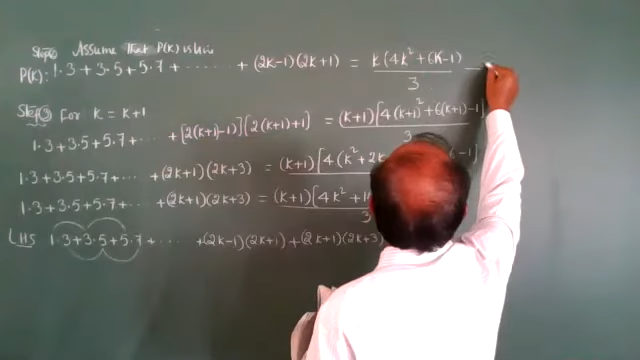 Step② Assume that P(K) is true
P(K): 1·3 + 3·5 + 5·7 + ······ + (2k-1)(2k+1) = k(4k²+6k-1)/3 —
Step③ For k = k+1
1·3 + 3·5 + 5·7 + ··· + [2(k+1)-1)][2(k+1)+1] = (k+1)[4(k+1)²+6(k+1)-1]/3
1·3 + 3·5 + 5·7 + ··· + (2k+1)(2k+3) = (k+1)[4(k²+2k -1]
1·3 + 3·5 + 5·7 + ··· + (2k+1)(2k+3) = (k+1)[4k²+ /3
LHS 1·3 + 3·5 + 5·7 + ···· + (2k-1)(2k+1) + (2k+1)(2k+3)